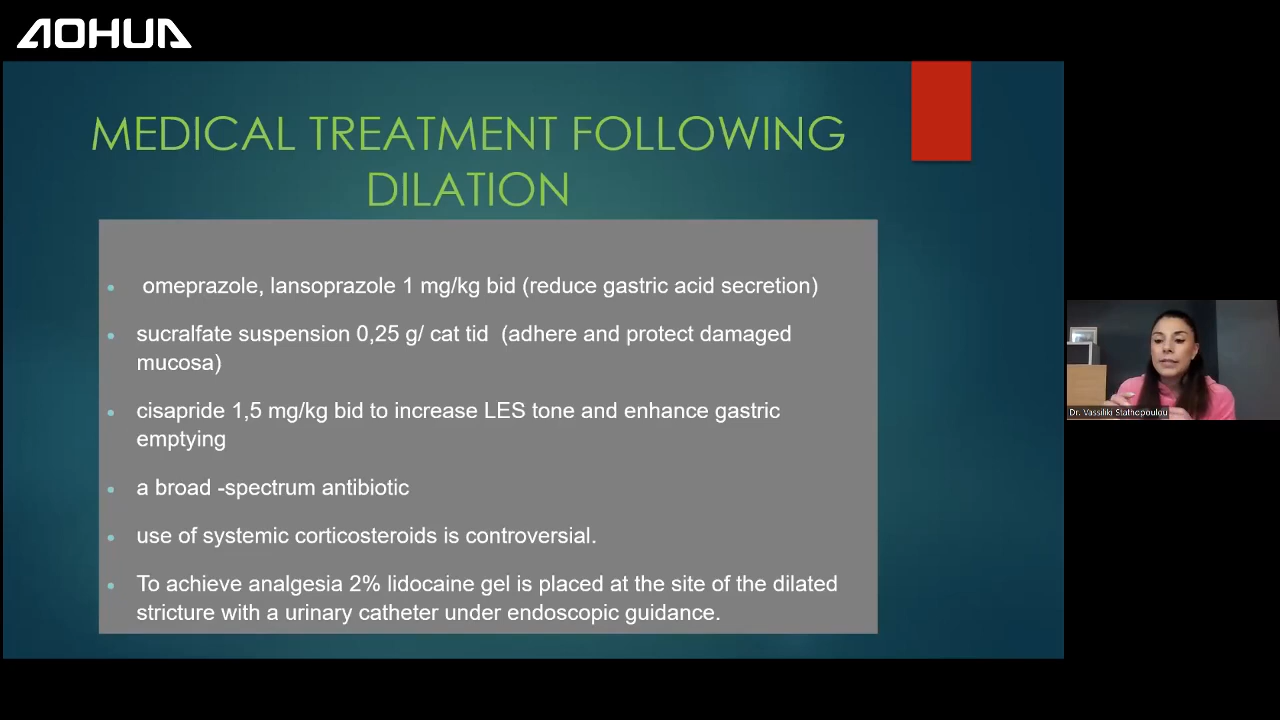 AOHUA
MEDICAL TREATMENT FOLLOWING
DILATION
• omeprazole, lansoprazole 1 mg/kg bid (reduce gastric acid secretion)
• sucralfate suspension 0,25 g/ cat tid (adhere and protect damaged
mucosa)
• cisapride 1,5 mg/kg bid to increase LES tone and enhance gastric
emptying
• a broad -spectrum antibiotic
• use of systemic corticosteroids is controversial.
• To achieve analgesia 2% lidocaine gel is placed at the site of the dilated
stricture with a urinary catheter under endoscopic guidance.
Dr. Vassiliki Stathopoulou